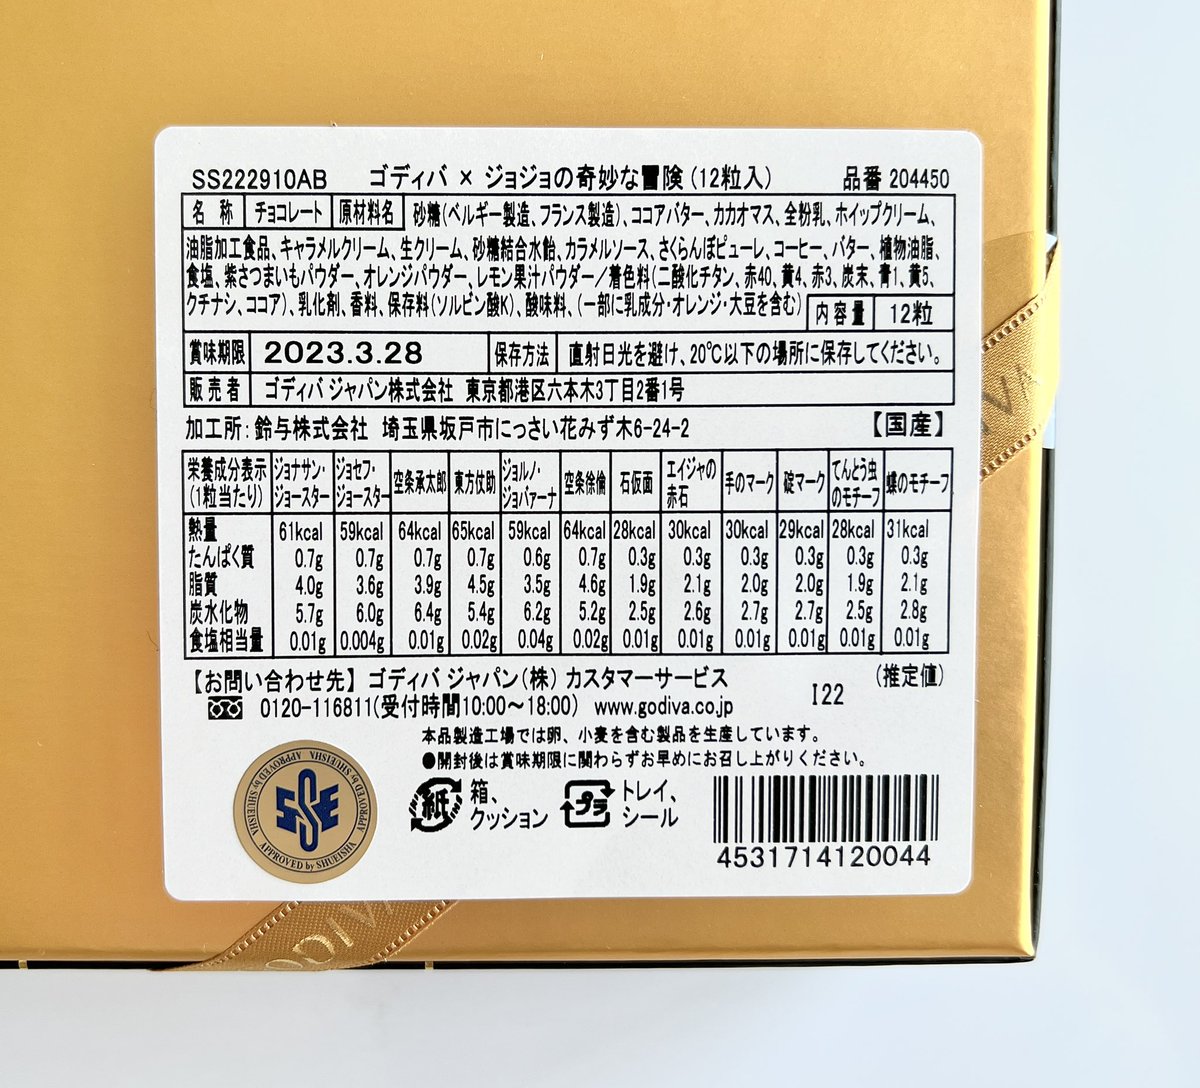 SS222910AB ゴディバ × ジョジョの奇妙な冒険(12粒入) 品番 204450
名 称 チョコレート 原材料名 砂糖(ベルギー製造、フランス製造)、ココアバター、カカオマス、全粉乳、ホイップクリーム、
油脂加工食品、キャラメルクリーム、生クリーム、砂糖結合水飴、カラメルソース、さくらんぼピューレ、コーヒー、バター、植物油脂、
食塩、紫さつまいもパウダー、オレンジパウダー、レモン果汁パウダー/着色料(二酸化チタン、赤40、黄4、赤3、炭末、青1、黄5、
クチナシ、ココア)、乳化剤、香料、保存料(ソルビン酸K)、酸味料、(一部に乳成分・オレンジ・大豆を含む) 内容量 12粒
賞味期限 2023.3.28 保存方法 直射日光を避け、20℃以下の場所に保存してください。
販売者 ゴディバ ジャパン株式会社 東京都港区六本木3丁目2番1号
加工所:鈴与株式会社 埼玉県坂戸市にっさい花みず木6-24-2 【国産】
栄養成分表示(1粒当たり) ジョナサン・ジョースター ジョセフ・ジョースター 空条承太郎 東方仗助 ジョルノ・ジョバァーナ 空条徐倫 石仮面 エイジャの赤石 手のマーク 碇マーク てんとう虫のモチーフ 蝶のモチーフ
熱量 61kcal 59kcal 64kcal 65kcal 59kcal 64kcal 28kcal 30kcal 30kcal 29kcal 28kcal 31kcal
たんぱく質 0.7g 0.7g 0.7g 0.7g 0.6g 0.7g 0.3g 0.3g 0.3g 0.3g 0.3g 0.3g
脂質 4.0g 3.6g 3.9g 4.5g 3.5g 4.6g 1.9g 2.1g 2.0g 2.0g 1.9g 2.1g
炭水化物 5.7g 6.0g 6.4g 5.4g 6.2g 5.2g 2.5g 2.6g 2.7g 2.7g 2.5g 2.8g
食塩相当量 0.01g 0.004g 0.01g 0.02g 0.04g 0.02g 0.01g 0.01g 0.01g 0.01g 0.01g 0.01g
【お問い合わせ先】ゴディバ ジャパン(株) カスタマーサービス (推定値)
0120-116811(受付時間10:00〜18:00) www.godiva.co.jp I22
本品製造工場では卵、小麦を含む製品を生産しています。
●開封後は賞味期限に関わらずお早めにお召し上がりください。
紙 箱、クッション プラ トレイ、シール
4531714120044
APPROVED by SHUEISHA APPROVED by SHUEISHA APPROVED by SHUEISHA
SSE
GODIVA